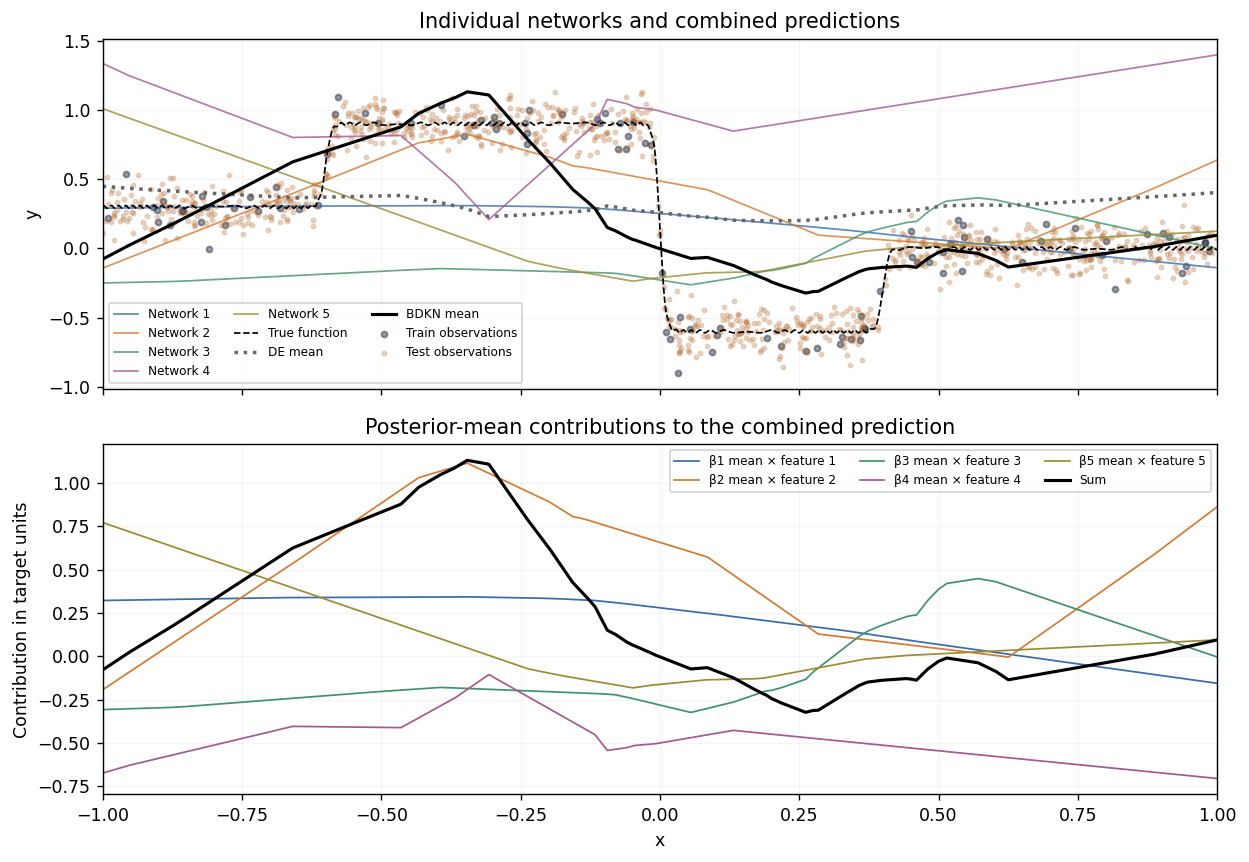 Individual networks and combined predictions
1.5
1.0
0.5
0.0
−0.5
−1.0
y
Network 1
Network 2
Network 3
Network 4
Network 5
True function
DE mean
BDKN mean
Train observations
Test observations
Posterior-mean contributions to the combined prediction
1.00
0.75
0.50
0.25
0.00
−0.25
−0.50
−0.75
Contribution in target units
β1 mean × feature 1
β2 mean × feature 2
β3 mean × feature 3
β4 mean × feature 4
β5 mean × feature 5
Sum
−1.00 −0.75 −0.50 −0.25 0.00 0.25 0.50 0.75 1.00
x